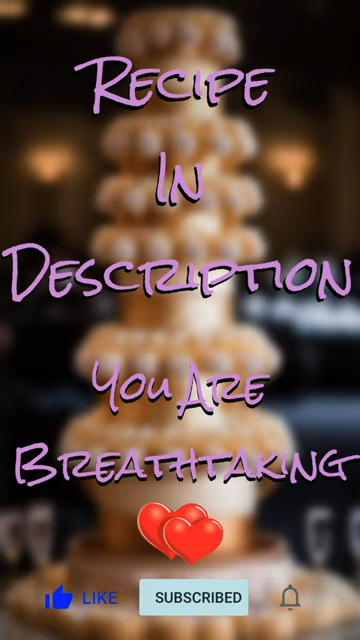 Recipe
In
Description
You Are
Breathtaking
LIKE SUBSCRIBED